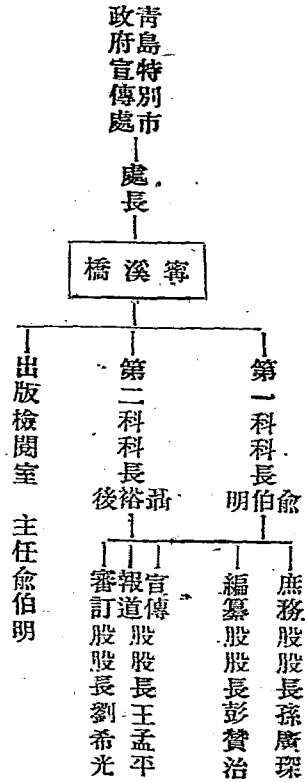 青島特別市
政府宣傳處
處長
橋溪寗
第一科科長
明伯俞
第二科科長
後裕聶
出版檢閱室 主任俞伯明
庶務股股長孫廣琛
編纂股股長彭贊治
宣傳
報道股股長王孟平
審訂股股長劉希光